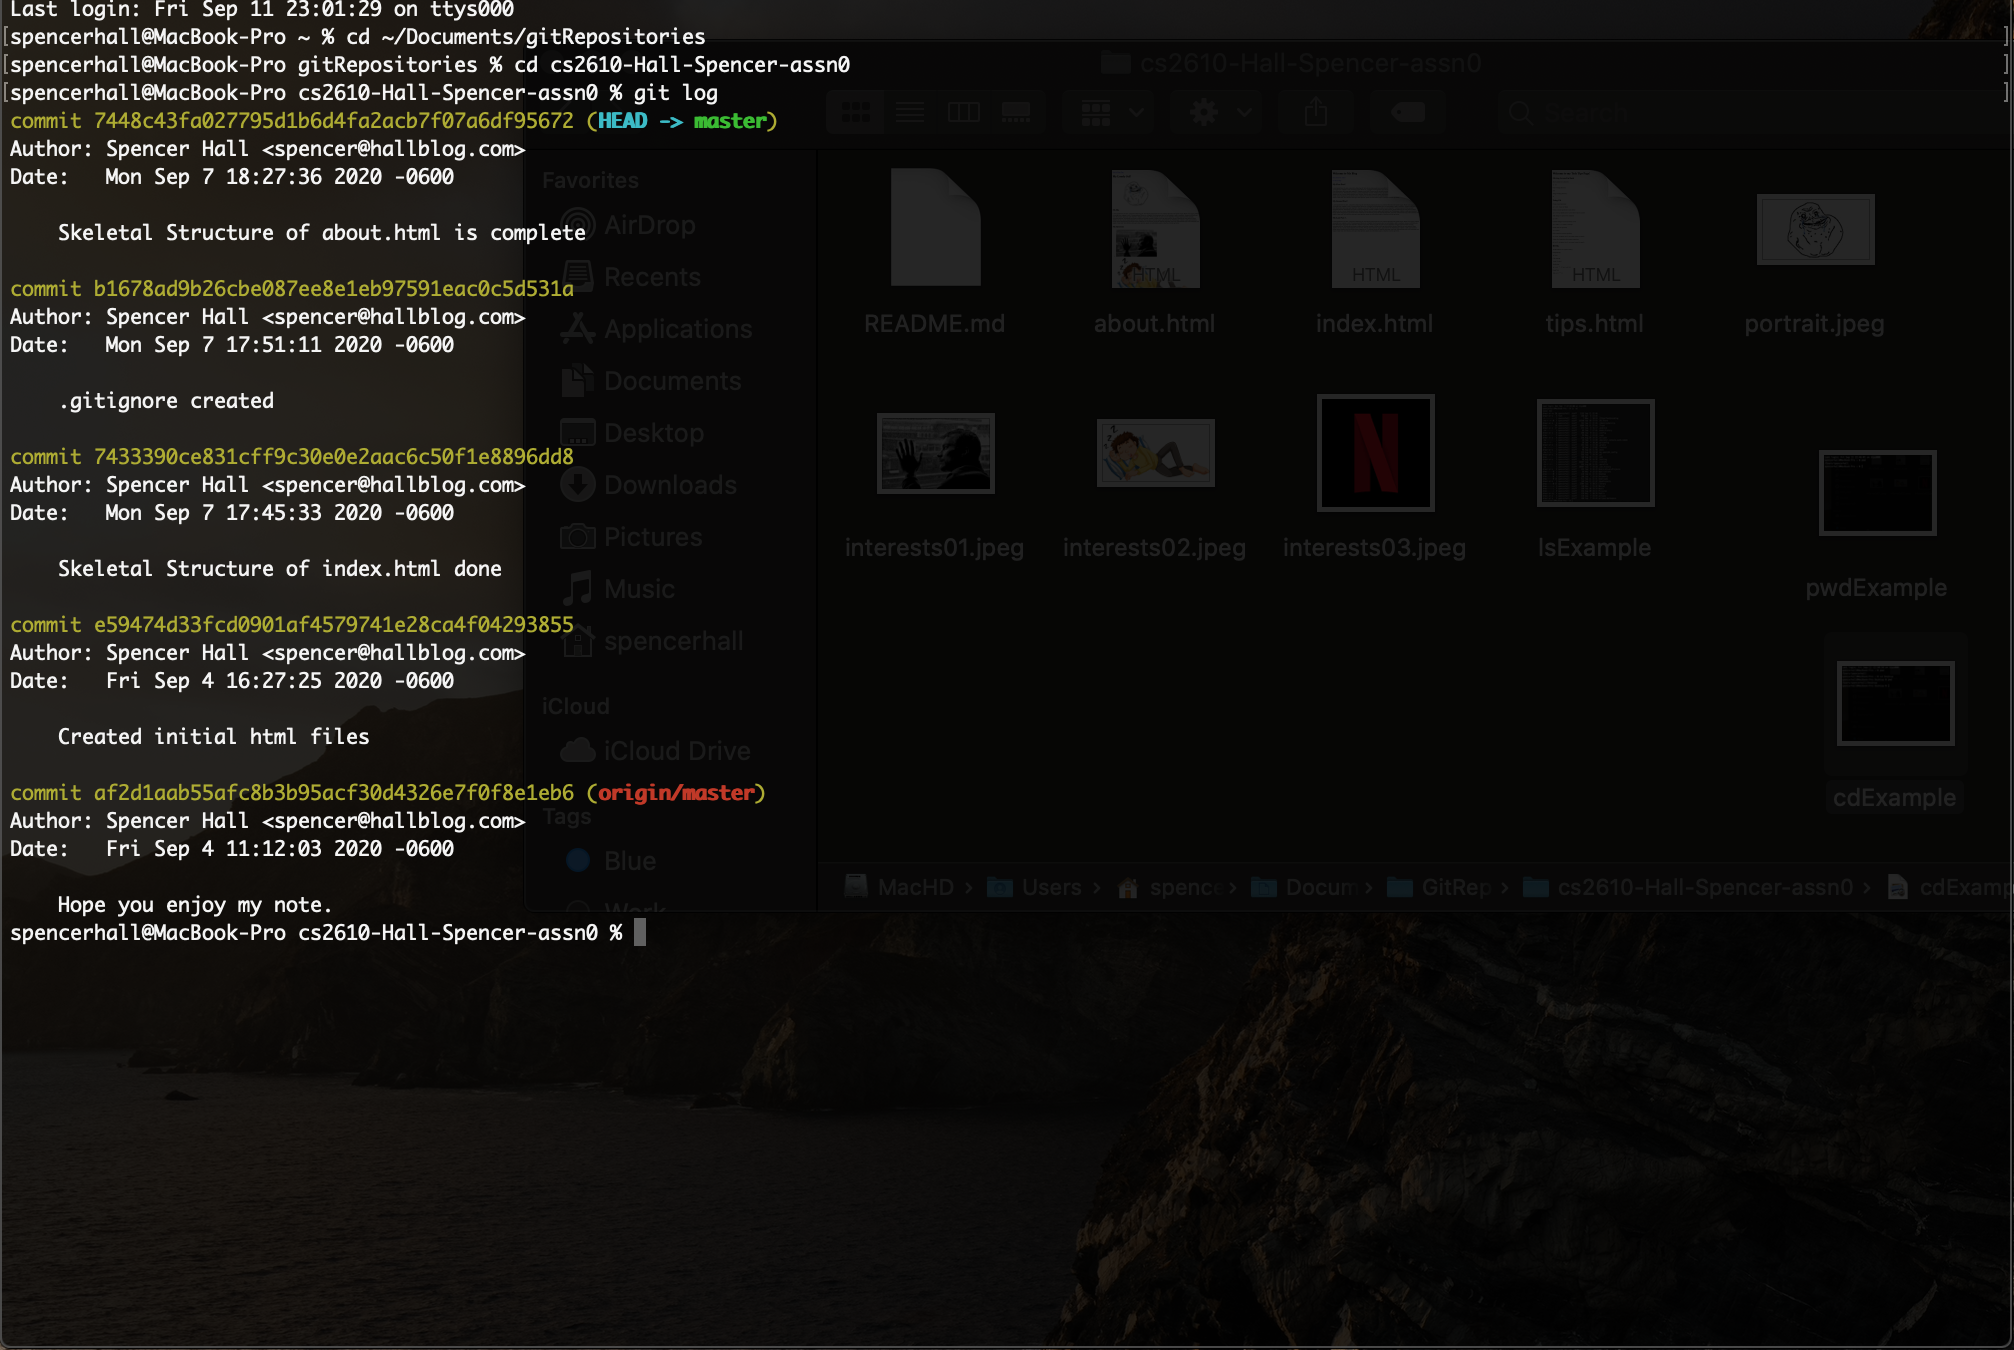 Last login: Fri Sep 11 23:01:29 on ttys000
[spencerhall@MacBook-Pro ~ % cd ~/Documents/gitRepositories ]
[spencerhall@MacBook-Pro gitRepositories % cd cs2610-Hall-Spencer-assn0 ]
[spencerhall@MacBook-Pro cs2610-Hall-Spencer-assn0 % git log ]
commit 7448c43fa027795d1b6d4fa2acb7f07a6df95672 (HEAD -> master)
Author: Spencer Hall <spencer@hallblog.com>
Date:   Mon Sep 7 18:27:36 2020 -0600
Skeletal Structure of about.html is complete
commit b1678ad9b26cbe087ee8e1eb97591eac0c5d531a
Author: Spencer Hall <spencer@hallblog.com>
Date:   Mon Sep 7 17:51:11 2020 -0600
.gitignore created
commit 7433390ce831cff9c30e0e2aac6c50f1e8896dd8
Author: Spencer Hall <spencer@hallblog.com>
Date:   Mon Sep 7 17:45:33 2020 -0600
Skeletal Structure of index.html done
commit e59474d33fcd0901af4579741e28ca4f04293855
Author: Spencer Hall <spencer@hallblog.com>
Date:   Fri Sep 4 16:27:25 2020 -0600
Created initial html files
commit af2d1aab55afc8b3b95acf30d4326e7f0f8e1eb6 (origin/master)
Author: Spencer Hall <spencer@hallblog.com>
Date:   Fri Sep 4 11:12:03 2020 -0600
Hope you enjoy my note.
spencerhall@MacBook-Pro cs2610-Hall-Spencer-assn0 %
cs2610-Hall-Spencer-assn0
Search
Favorites
AirDrop
Recents
Applications
Documents
Desktop
Downloads
Pictures
Music
spencerhall
iCloud
iCloud Drive
Tags
Blue
Work
HTML HTML HTML
README.md about.html index.html tips.html portrait.jpeg
interests01.jpeg interests02.jpeg interests03.jpeg lsExample
pwdExample
cdExample
MacHD › Users › spence › Docum › GitRep › cs2610-Hall-Spencer-assn0 › cdExamp